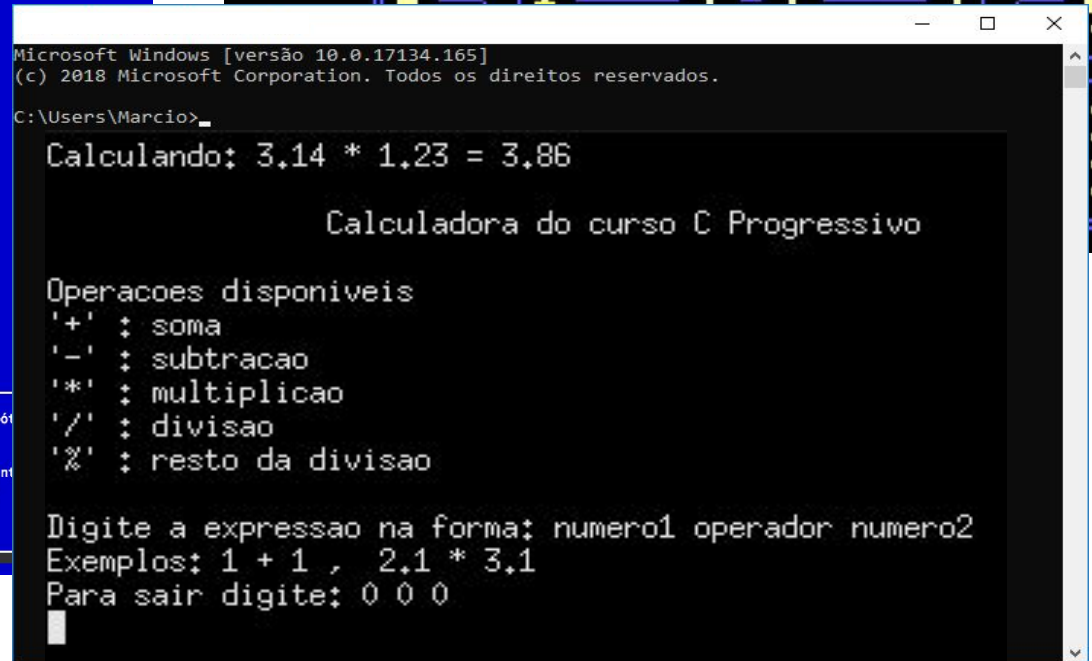 Microsoft Windows [versão 10.0.17134.165]
(c) 2018 Microsoft Corporation. Todos os direitos reservados.
C:\Users\Marcio>_
Calculando: 3.14 * 1.23 = 3.86
Calculadora do curso C Progressivo
Operacoes disponiveis
'+' : soma
'-' : subtracao
'*' : multiplicao
'/' : divisao
'%' : resto da divisao
Digite a expressao na forma: numero1 operador numero2
Exemplos: 1 + 1 , 2.1 * 3.1
Para sair digite: 0 0 0